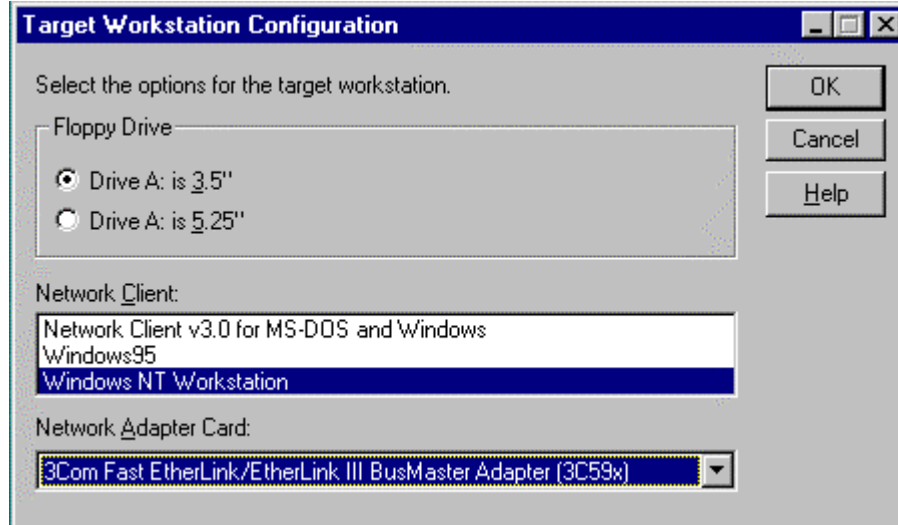 Target Workstation Configuration
Select the options for the target workstation.
OK
Floppy Drive
Cancel
Drive A: is 3.5"
Help
Drive A: is 5.25"
Network Client:
Network Client v3.0 for MS-DOS and Windows
Windows95
Windows NT Workstation
Network Adapter Card:
3Com Fast EtherLink/EtherLink III BusMaster Adapter (3C59x)